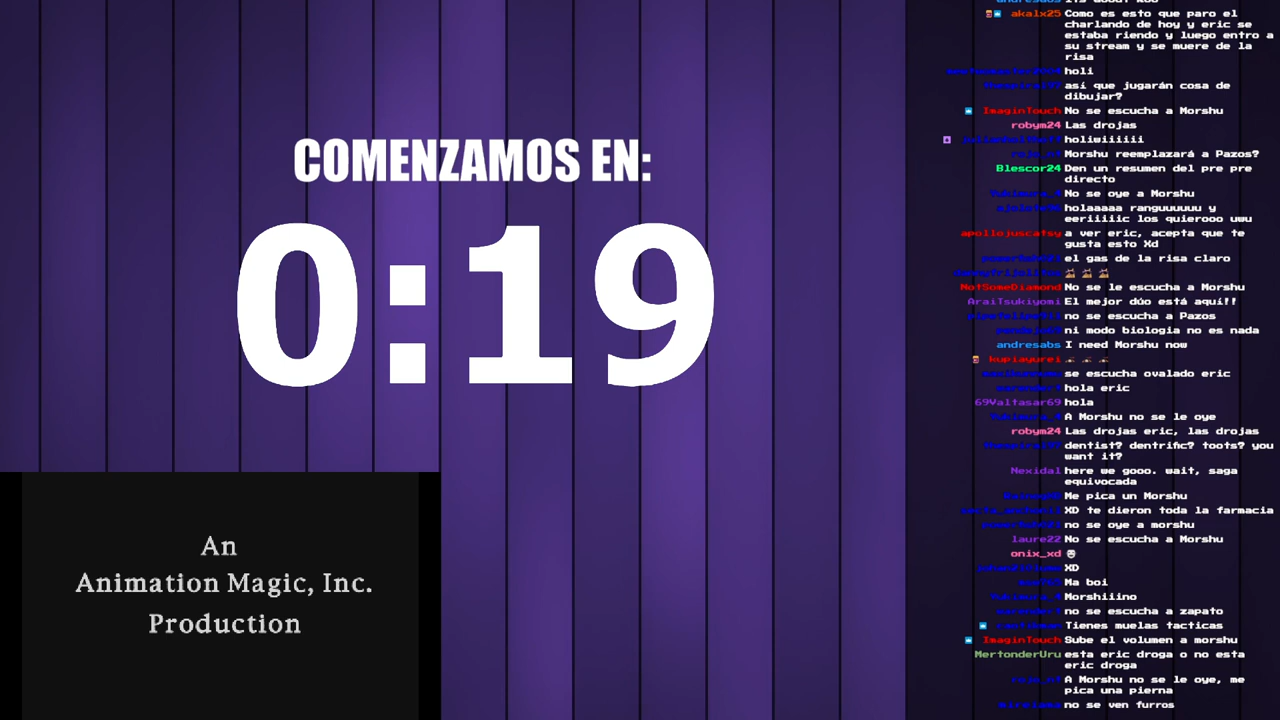 COMENZAMOS EN:
0:19
An
Animation Magic, Inc.
Production
akalx25 Como es esto que paro el
charlando de hoy y eric se
estaba riendo y luego entro a
su stream y se muere de la
risa
holi
así que jugarán cosa de
dibujar?
ImaginTouch No se escucha a Morshu
robym24 Las drojas
holiwiiiiii
Morshu reemplazará a Pazos?
Blescor24 Den un resumen del pre pre
directo
No se oye a Morshu
holaaaaa ranguuuuuu y
eeriiiiic los quierooo uwu
apollojuscatsy a ver eric, acepta que te
gusta esto Xd
el gas de la risa claro
NotSomeDiamond No se le escucha a Morshu
AraiTsukiyomi El mejor dúo está aquí!!
no se escucha a Pazos
ni modo biologia no es nada
andresabs I need Morshu now
kupiayurei
se escucha ovalado eric
hola eric
69Valtasar69 hola
A Morshu no se le oye
robym24 Las drojas eric, las drojas
dentist? dentrific? toots? you
want it?
Nexidal here we gooo. wait, saga
equivocada
Me pica un Morshu
XD te dieron toda la farmacia
no se oye a morshu
laure22 No se escucha a Morshu
onix_xd
XD
Ma boi
Morshiiino
no se escucha a zapato
Tienes muelas tacticas
ImaginTouch Sube el volumen a morshu
MertonderUru esta eric droga o no esta
eric droga
A Morshu no se le oye, me
pica una pierna
no se ven furros